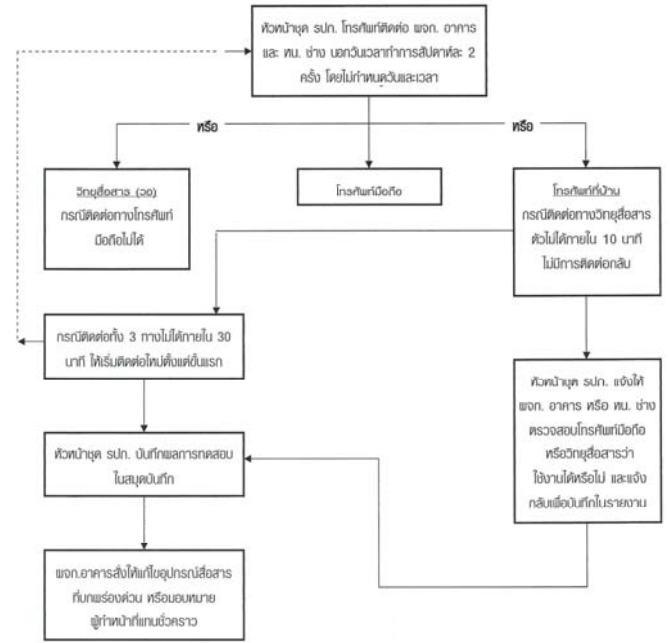 หัวหน้าชุด รปภ. โทรศัพท์ติดต่อ ผจก. อาคาร
และ หน. ช่าง นอกวันเวลาทำการสัปดาห์ละ 2
ครั้ง โดยไม่กำหนดวันและเวลา
หรือ
หรือ
วิทยุสื่อสาร (วอ)
กรณีติดต่อทางโทรศัพท์
มือถือไม่ได้
โทรศัพท์มือถือ
โทรศัพท์ที่บ้าน
กรณีติดต่อทางวิทยุสื่อสาร
ตัวไม่ได้ภายใน 10 นาที
ไม่มีการติดต่อกลับ
กรณีติดต่อทั้ง 3 ทางไม่ได้ภายใน 30
นาที ให้เริ่มติดต่อใหม่ตั้งแต่ขั้นแรก
หัวหน้าชุด รปภ. แจ้งให้
ผจก. อาคาร หรือ หน. ช่าง
ตรวจสอบโทรศัพท์มือถือ
หรือวิทยุสื่อสารว่า
ใช้งานได้หรือไม่ และแจ้ง
กลับเพื่อบันทึกในรายงาน
หัวหน้าชุด รปภ. บันทึกผลการทดสอบ
ในสมุดบันทึก
ผจก.อาคารสั่งให้แก้ไขอุปกรณ์สื่อสาร
ที่บกพร่องด่วน หรือมอบหมาย
ผู้ทำหน้าที่แทนชั่วคราว